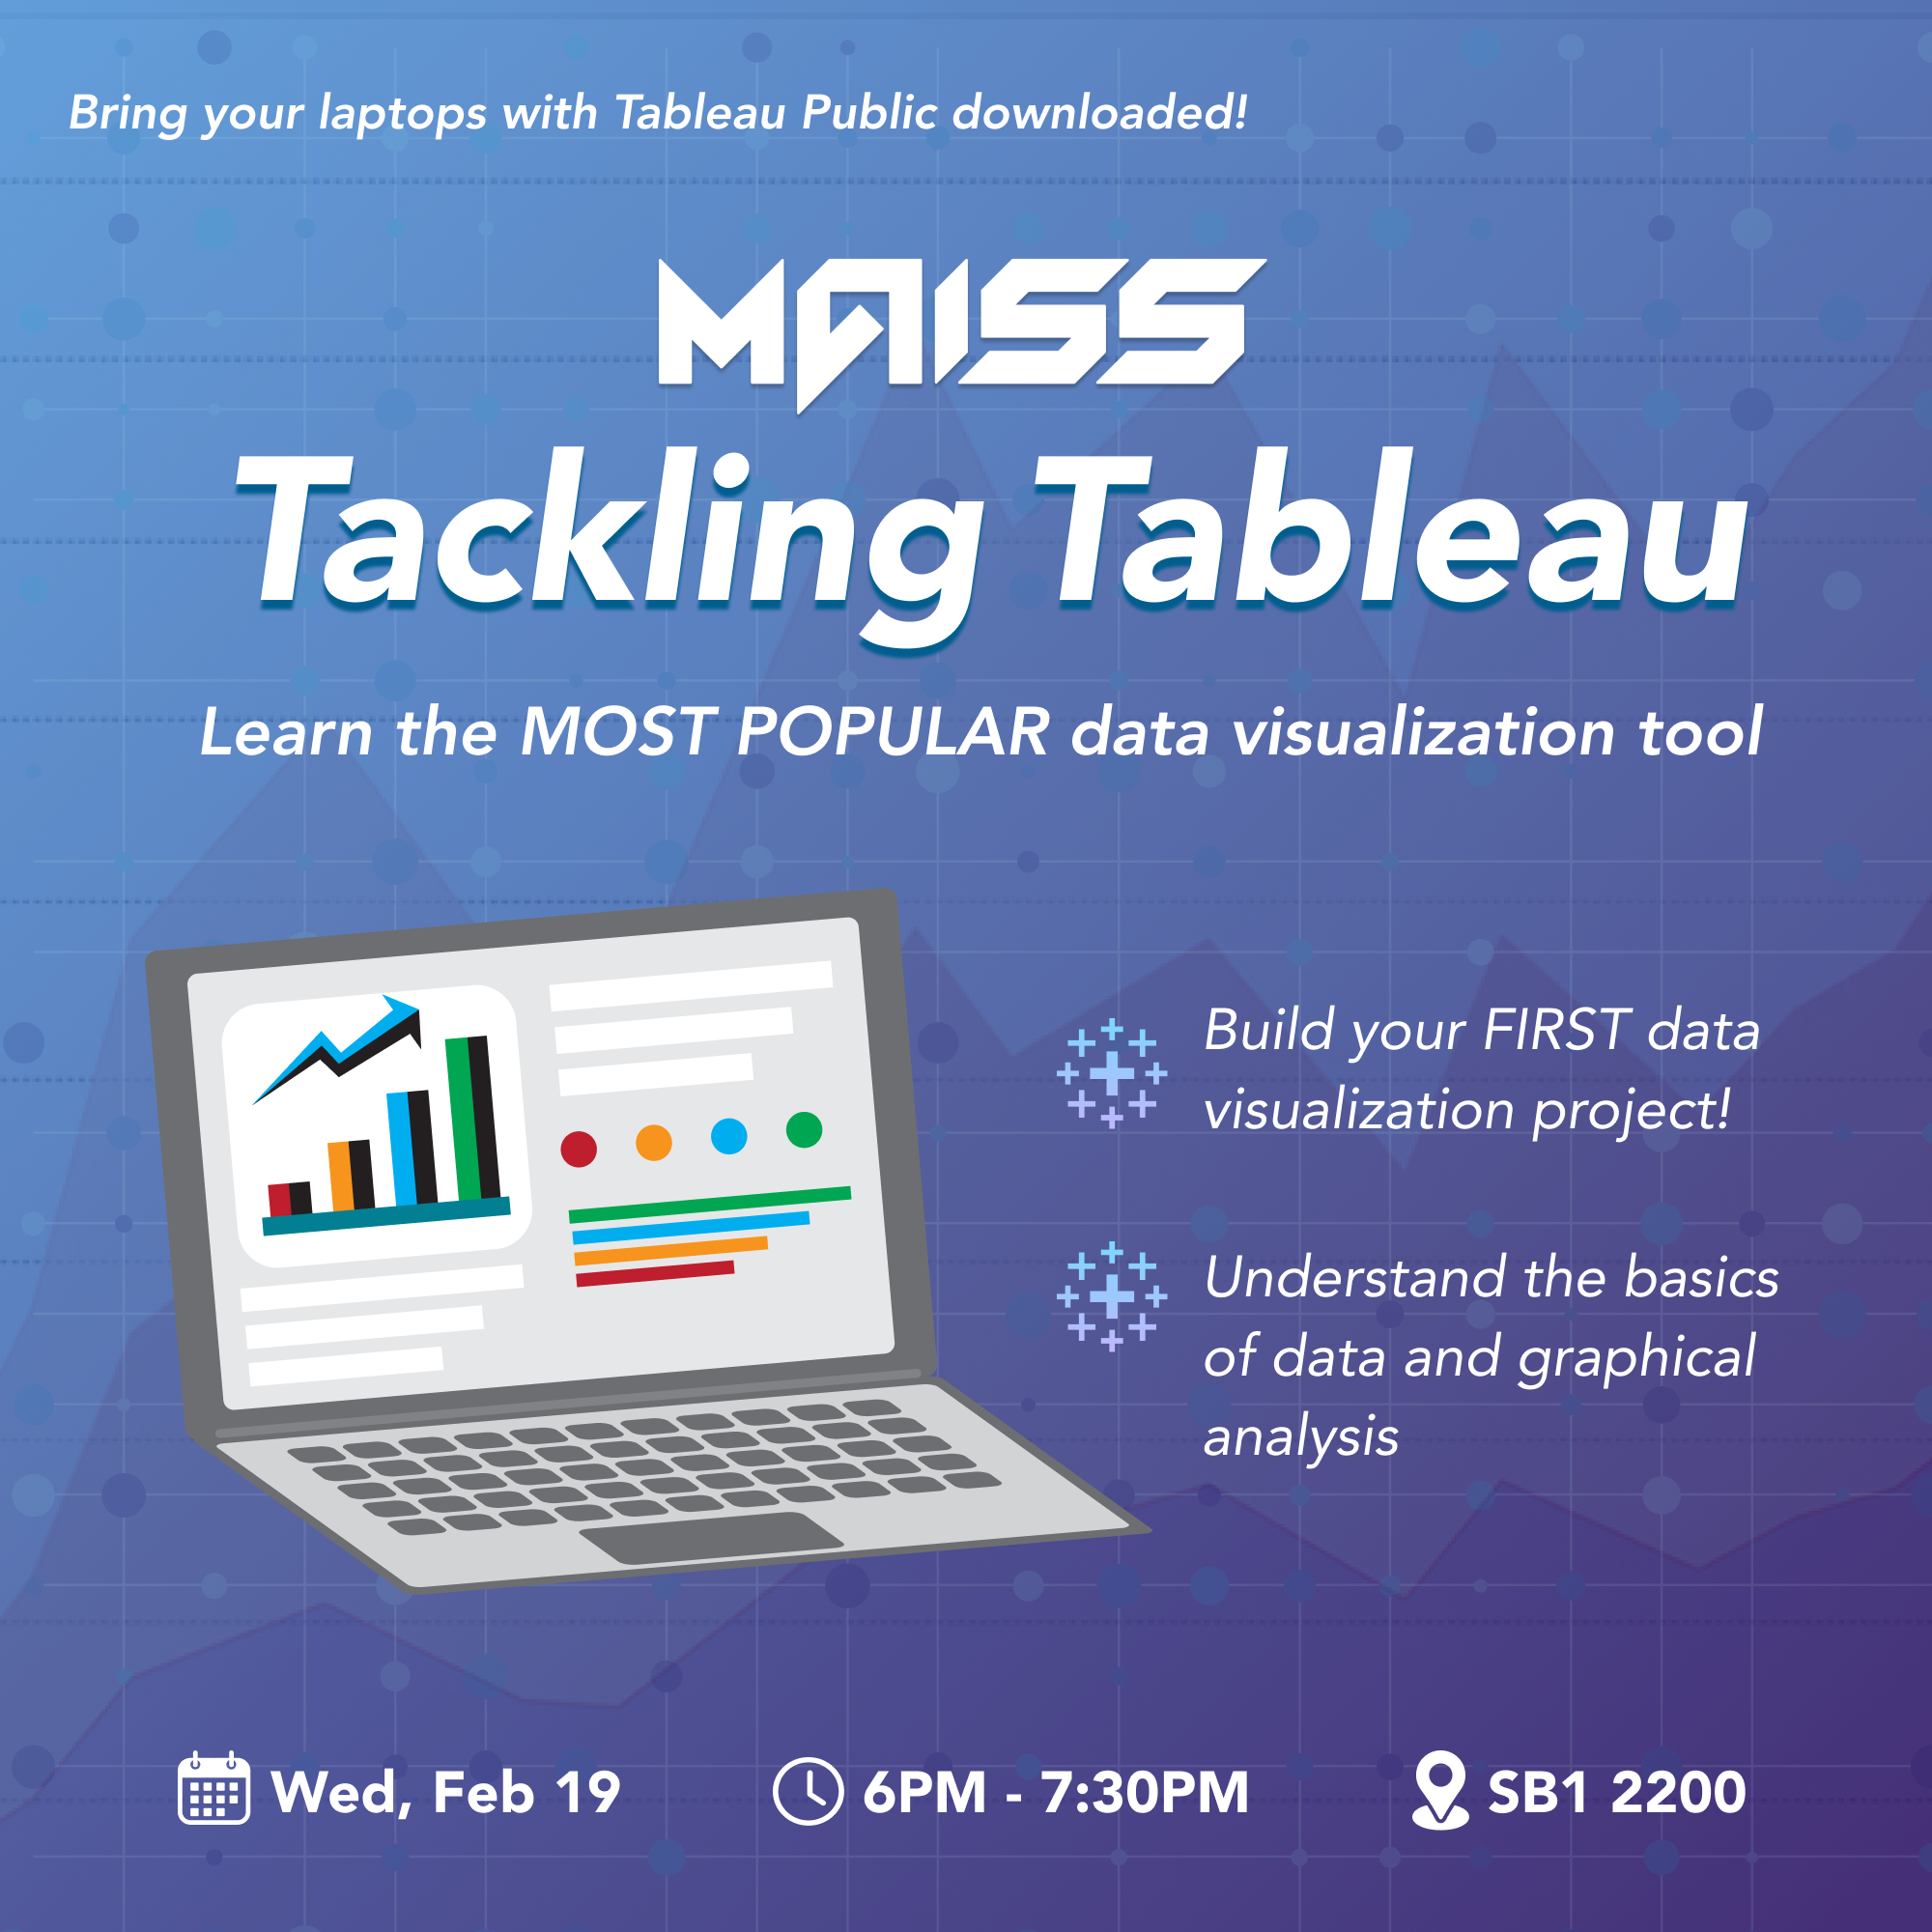 Bring your laptops with Tableau Public downloaded!
MAISS
Tackling Tableau
Learn the MOST POPULAR data visualization tool
Build your FIRST data
visualization project!
Understand the basics
of data and graphical
analysis
Wed, Feb 19
6PM - 7:30PM
SB1 2200